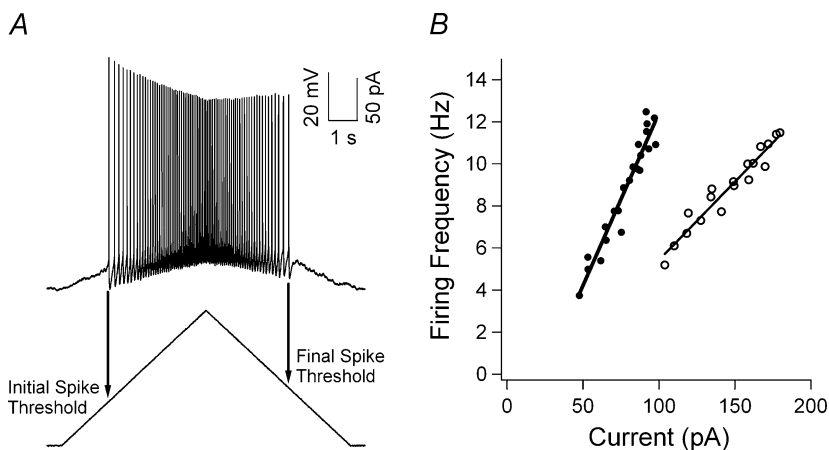 A
20 mV
50 pA
1 s
Initial Spike
Threshold
Final Spike
Threshold
B
Firing Frequency (Hz)
14
12
10
8
6
4
2
0
0 50 100 150 200
Current (pA)